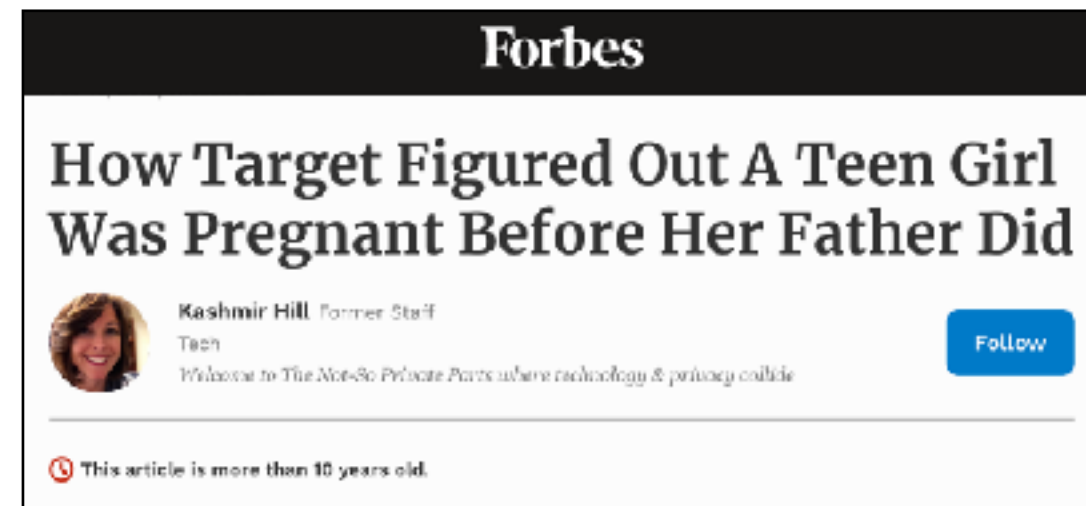 Forbes
How Target Figured Out A Teen Girl
Was Pregnant Before Her Father Did
Kashmir Hill Former Staff
Tech
Welcome to The Not-So Private Parts where technology & privacy collide
Follow
This article is more than 10 years old.